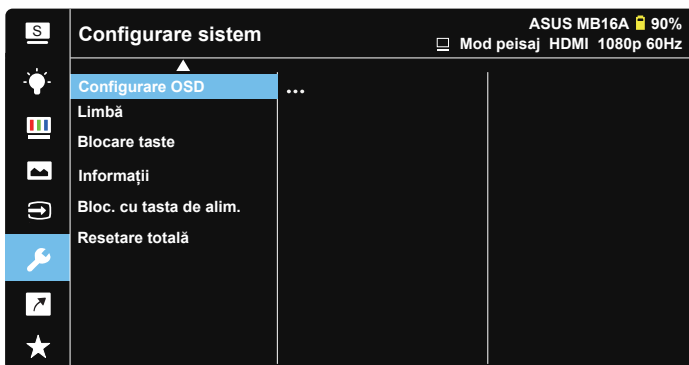 S
Configurare sistem
ASUS MB16A 90%
Mod peisaj HDMI 1080p 60Hz
Configurare OSD ...
Limbă
Blocare taste
Informații
Bloc. cu tasta de alim.
Resetare totală